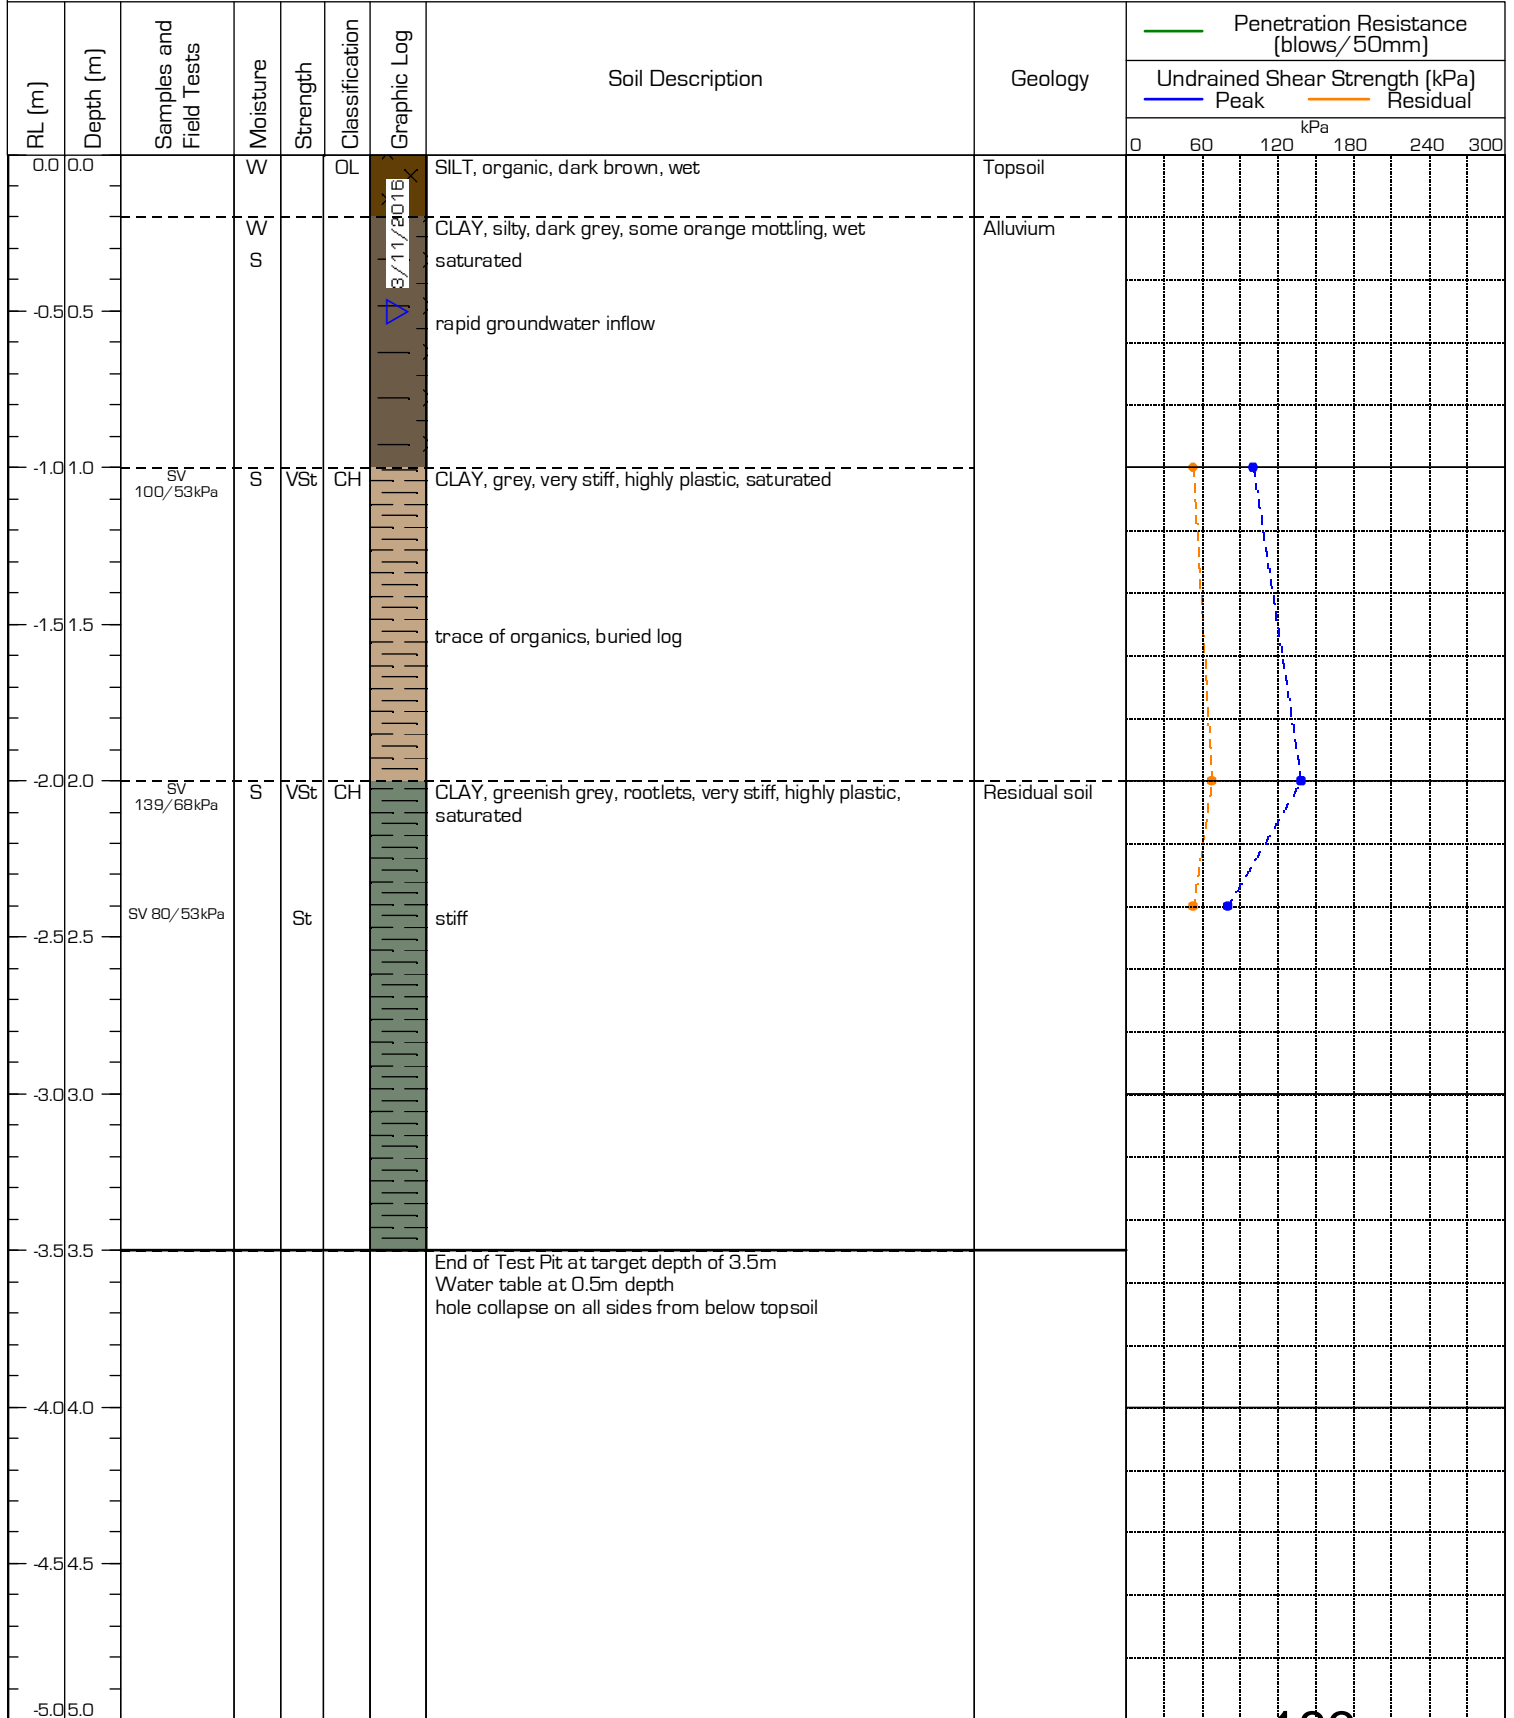 RL (m)
Depth (m)
Samples and
Field Tests
Moisture
Strength
Classification
Graphic Log
Soil Description
Geology
Penetration Resistance
(blows/50mm)
Undrained Shear Strength (kPa)
Peak Residual
kPa
0 60 120 180 240 300
0.0 0.0 W OL SILT, organic, dark brown, wet Topsoil
3/11/2016
W CLAY, silty, dark grey, some orange mottling, wet Alluvium
S saturated
-0.5 0.5
rapid groundwater inflow
-1.0 1.0
SV
100/53kPa
S VSt CH CLAY, grey, very stiff, highly plastic, saturated
-1.5 1.5
trace of organics, buried log
-2.0 2.0
SV
139/68kPa
S VSt CH CLAY, greenish grey, rootlets, very stiff, highly plastic, Residual soil
saturated
SV 80/53kPa St stiff
-2.5 2.5
-3.0 3.0
-3.5 3.5
End of Test Pit at target depth of 3.5m
Water table at 0.5m depth
hole collapse on all sides from below topsoil
-4.0 4.0
-4.5 4.5
-5.0 5.0